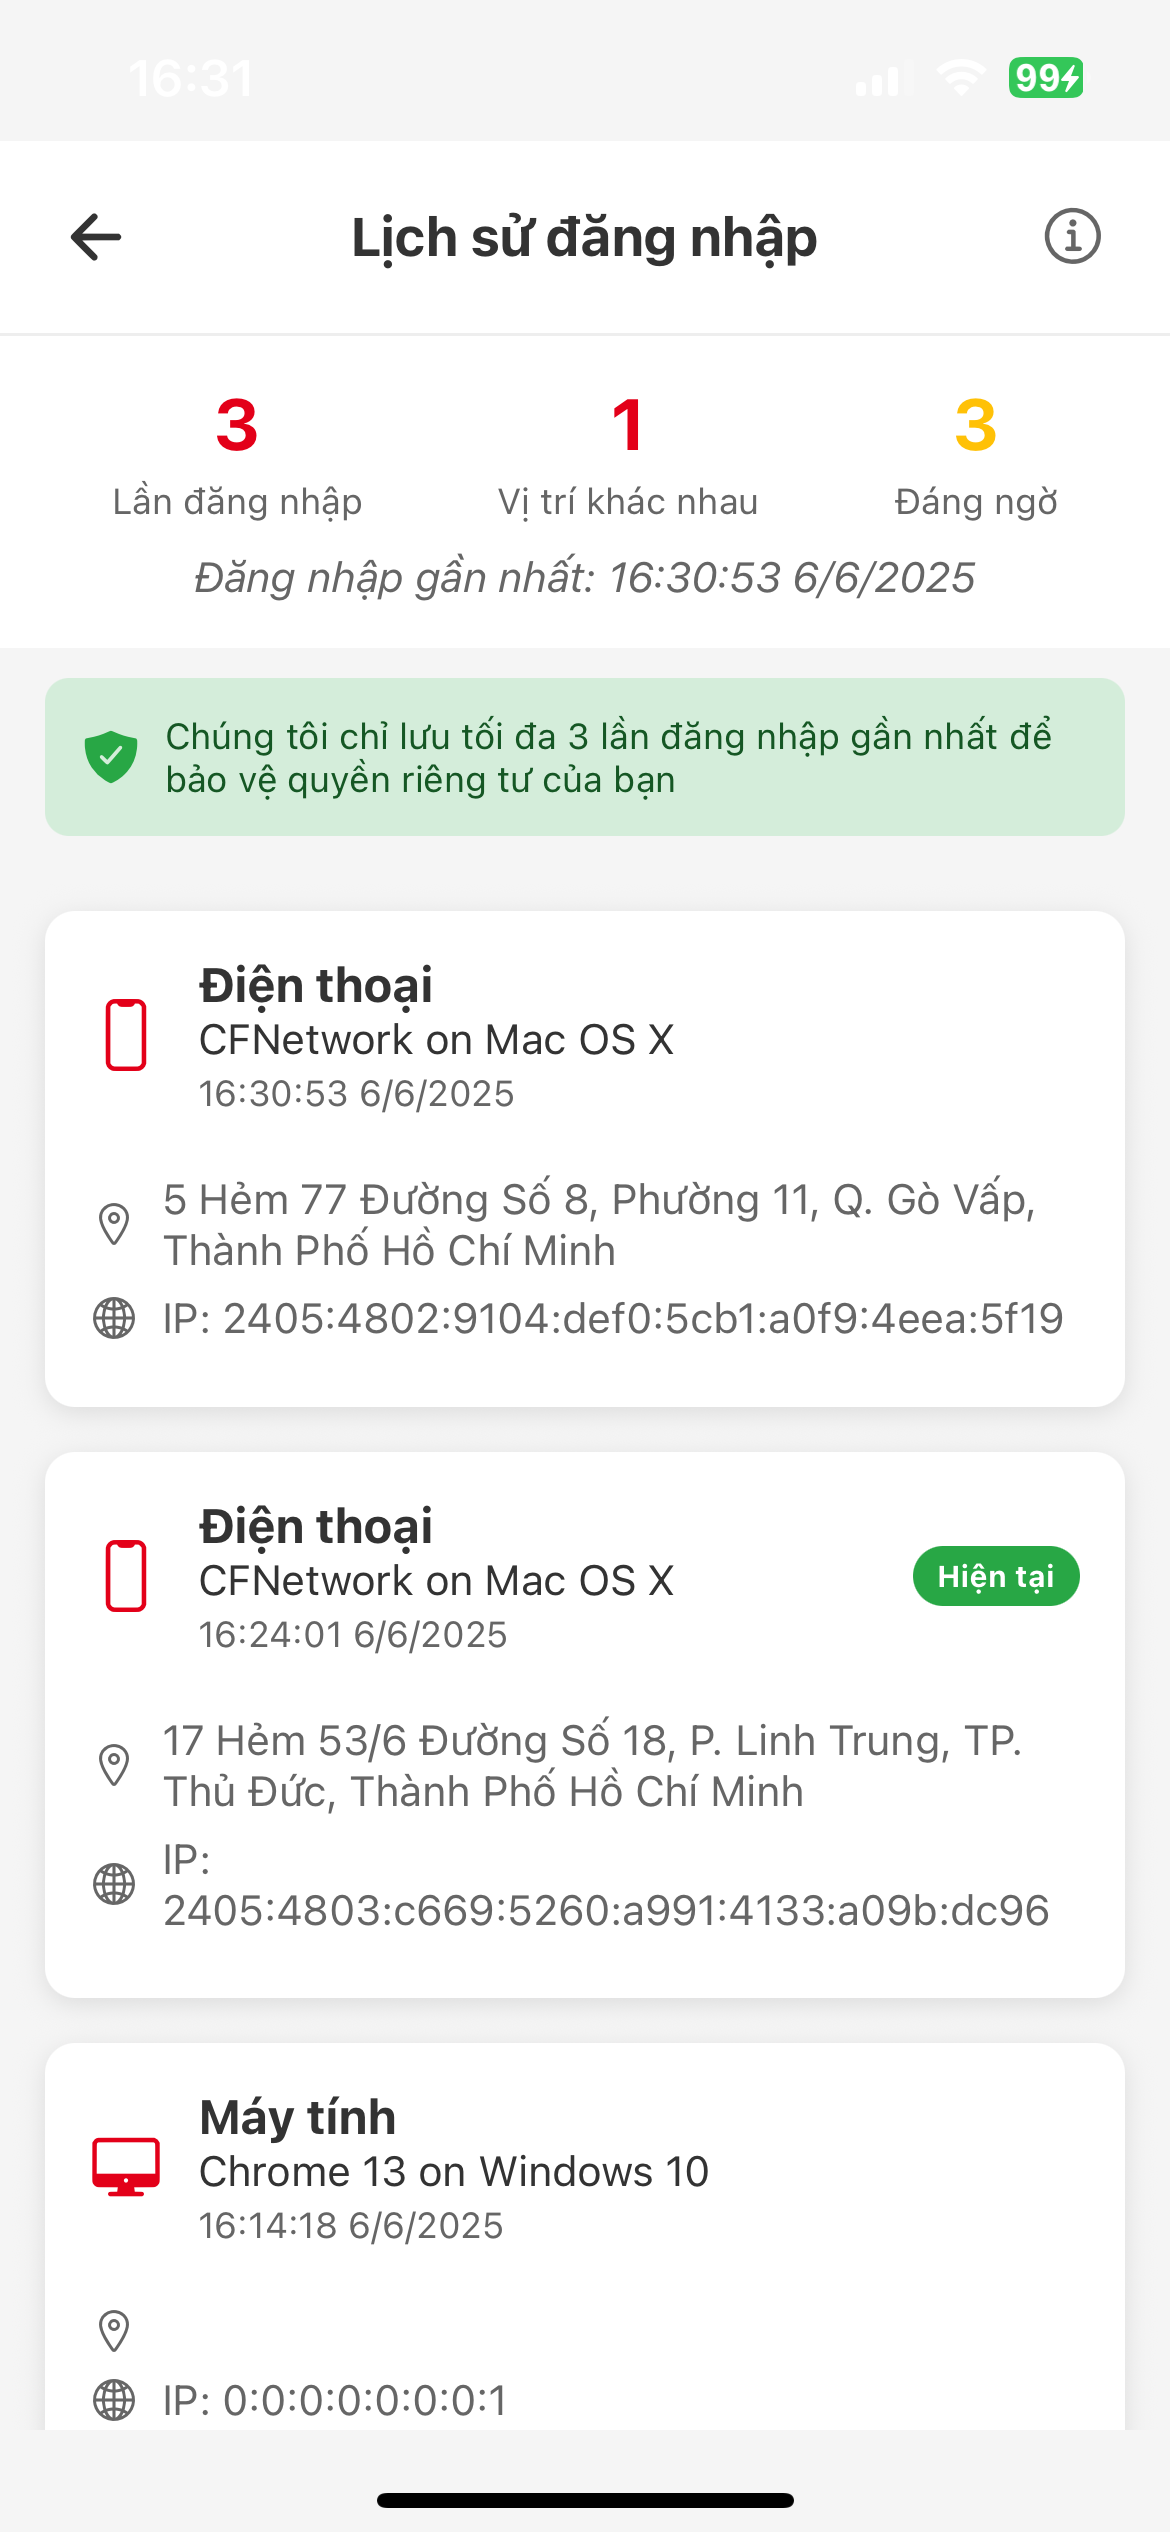 16:31
99
Lịch sử đăng nhập
3
1
3
Lần đăng nhập
Vị trí khác nhau
Đáng ngờ
Đăng nhập gần nhất: 16:30:53 6/6/2025
Chúng tôi chỉ lưu tối đa 3 lần đăng nhập gần nhất để
bảo vệ quyền riêng tư của bạn
Điện thoại
CFNetwork on Mac OS X
16:30:53 6/6/2025
5 Hẻm 77 Đường Số 8, Phường 11, Q. Gò Vấp,
Thành Phố Hồ Chí Minh
IP: 2405:4802:9104:def0:5cb1:a0f9:4eea:5f19
Điện thoại
CFNetwork on Mac OS X
Hiện tại
16:24:01 6/6/2025
17 Hẻm 53/6 Đường Số 18, P. Linh Trung, TP.
Thủ Đức, Thành Phố Hồ Chí Minh
IP:
2405:4803:c669:5260:a991:4133:a09b:dc96
Máy tính
Chrome 13 on Windows 10
16:14:18 6/6/2025
IP: 0:0:0:0:0:0:0:1